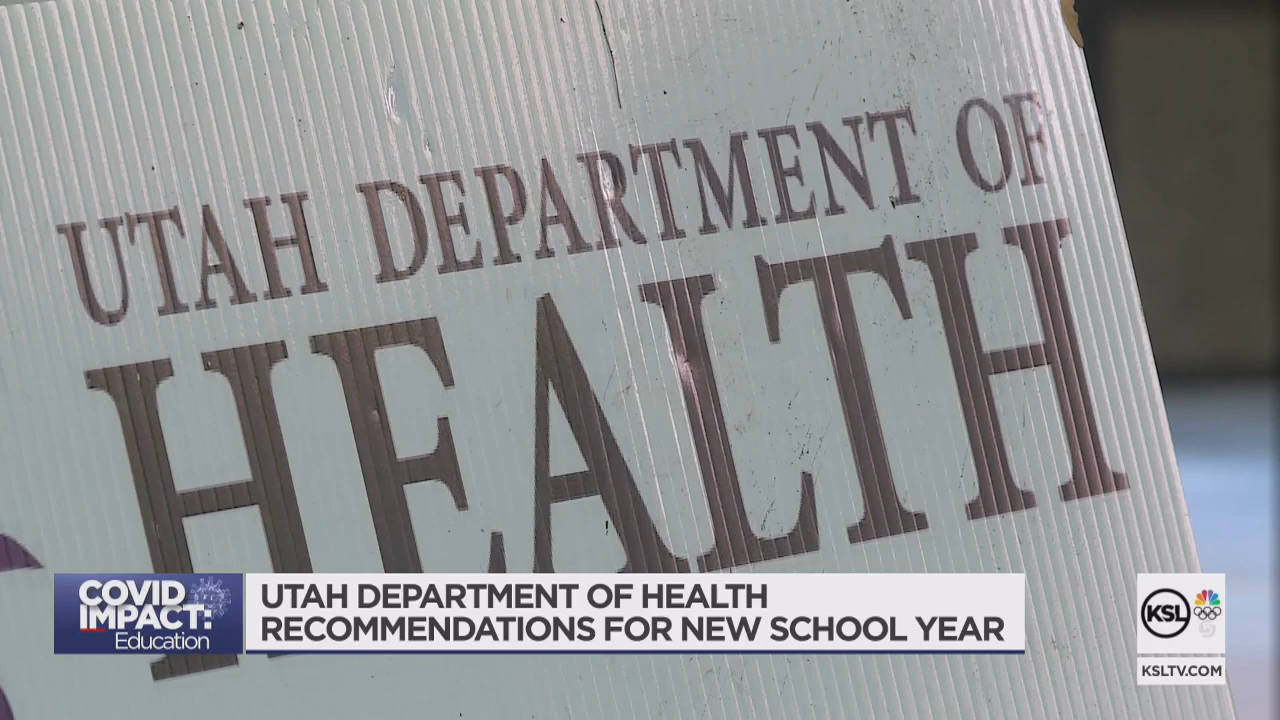 UTAH DEPARTMENT OF
HEALTH
COVID
IMPACT:
Education
UTAH DEPARTMENT OF HEALTH
RECOMMENDATIONS FOR NEW SCHOOL YEAR
KSL
5
KSLTV.COM